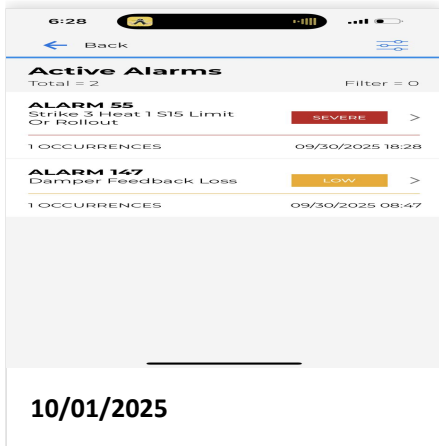 6:28
A
Back
Active Alarms
Total = 2
Filter = 0
ALARM 55
Strike 3 Heat 1 S15 Limit
Or Rollout
SEVERE
>
1 OCCURRENCES
09/30/2025 18:28
ALARM 147
Damper Feedback Loss
LOW
>
1 OCCURRENCES
09/30/2025 08:47
10/01/2025